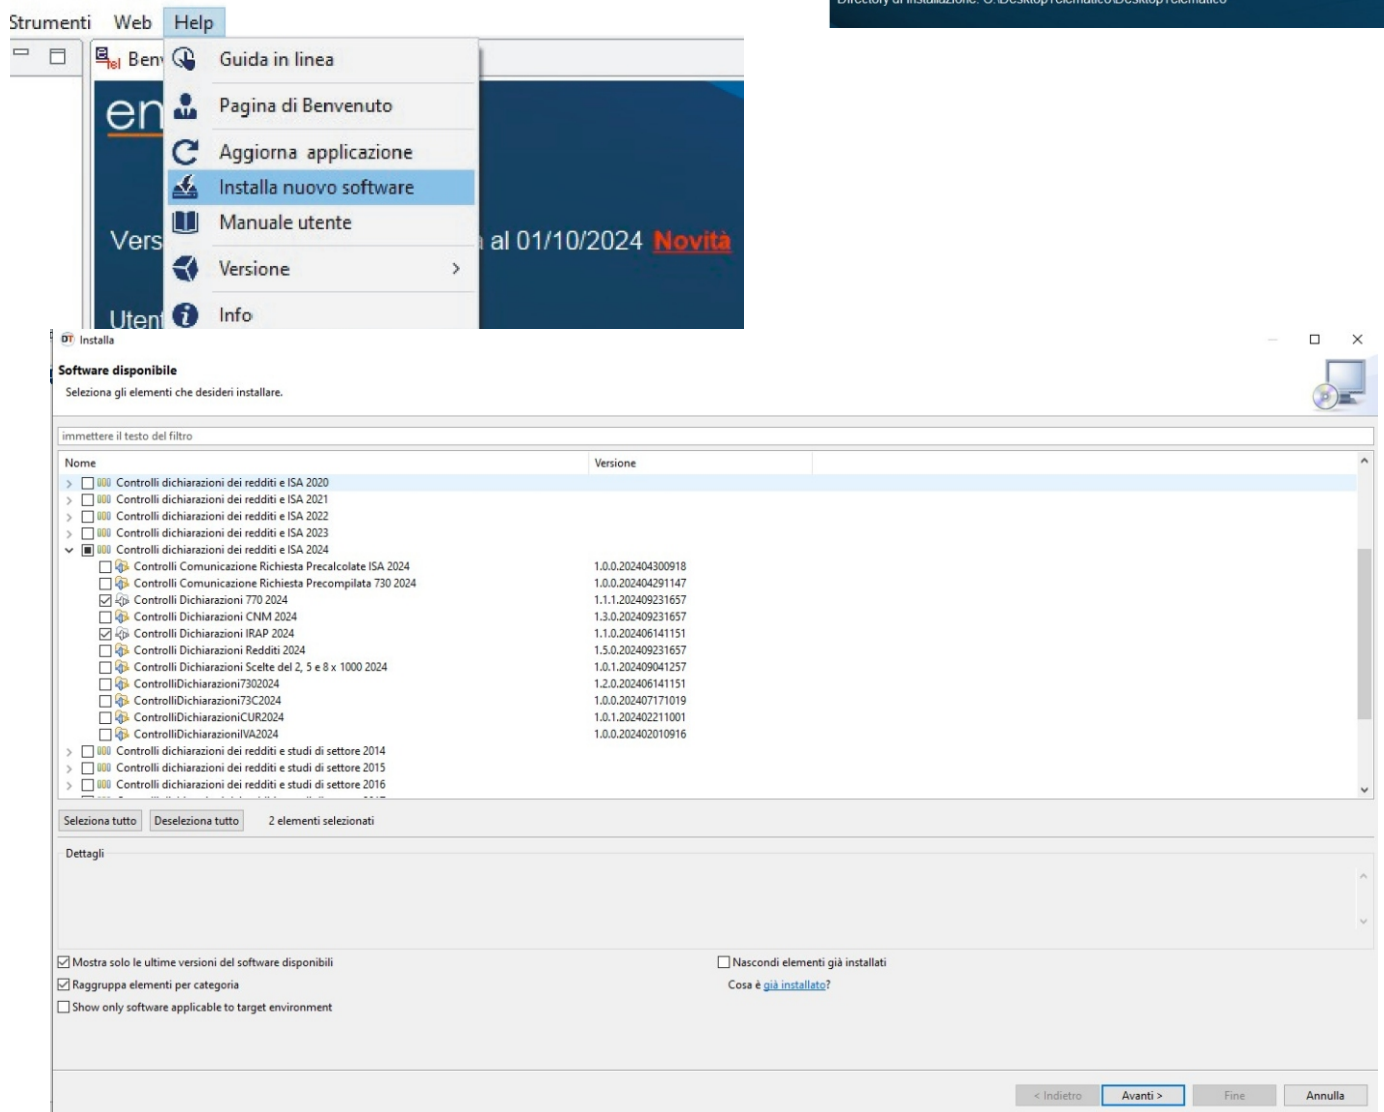 Directory di Installazione: C:\DesktopTelematico\DesktopTelematico
Strumenti Web Help
Tel Ben
Guida in linea
en
Pagina di Benvenuto
Aggiorna applicazione
Installa nuovo software
Manuale utente
Vers al 01/10/2024 Novità
Versione
Utent
Info
DT Installa
Software disponibile
Seleziona gli elementi che desideri installare.
immettere il testo del filtro
Nome Versione
Controlli dichiarazioni dei redditi e ISA 2020
Controlli dichiarazioni dei redditi e ISA 2021
Controlli dichiarazioni dei redditi e ISA 2022
Controlli dichiarazioni dei redditi e ISA 2023
Controlli dichiarazioni dei redditi e ISA 2024
Controlli Comunicazione Richiesta Precalcolate ISA 2024 1.0.0.202404300918
Controlli Comunicazione Richiesta Precompilata 730 2024 1.0.0.202404291147
Controlli Dichiarazioni 770 2024 1.1.1.202409231657
Controlli Dichiarazioni CNM 2024 1.3.0.202409231657
Controlli Dichiarazioni IRAP 2024 1.1.0.202406141151
Controlli Dichiarazioni Redditi 2024 1.5.0.202409231657
Controlli Dichiarazioni Scelte del 2, 5 e 8 x 1000 2024 1.0.1.202409041257
ControlliDichiarazioni7302024 1.2.0.202406141151
ControlliDichiarazioni73C2024 1.0.0.202407171019
ControlliDichiarazioniCUR2024 1.0.1.202402211001
ControlliDichiarazioniIVA2024 1.0.0.202402010916
Controlli dichiarazioni dei redditi e studi di settore 2014
Controlli dichiarazioni dei redditi e studi di settore 2015
Controlli dichiarazioni dei redditi e studi di settore 2016
Seleziona tutto Deseleziona tutto 2 elementi selezionati
Dettagli
Mostra solo le ultime versioni del software disponibili Nascondi elementi già installati
Raggruppa elementi per categoria Cosa è già installato?
Show only software applicable to target environment
< Indietro Avanti > Fine Annulla